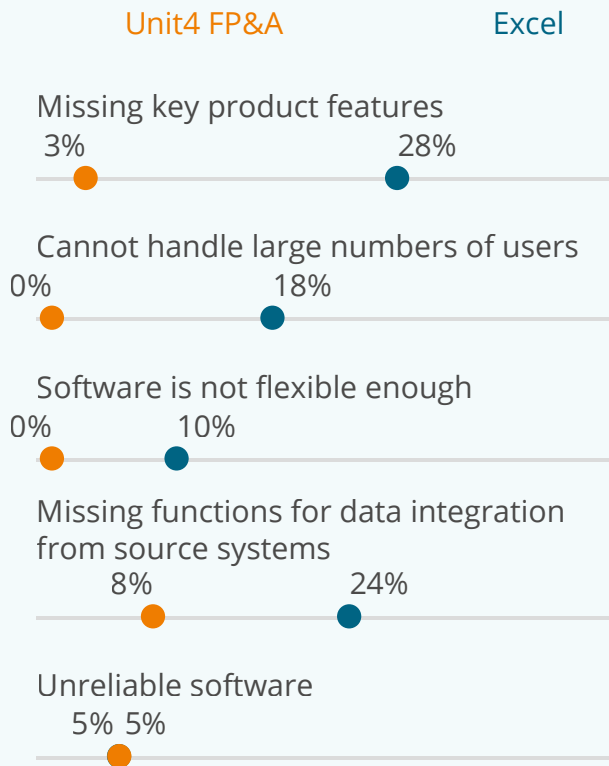 Unit4 FP&A Excel
Missing key product features
3% 28%
Cannot handle large numbers of users
0% 18%
Software is not flexible enough
0% 10%
Missing functions for data integration
from source systems
8% 24%
Unreliable software
5% 5%